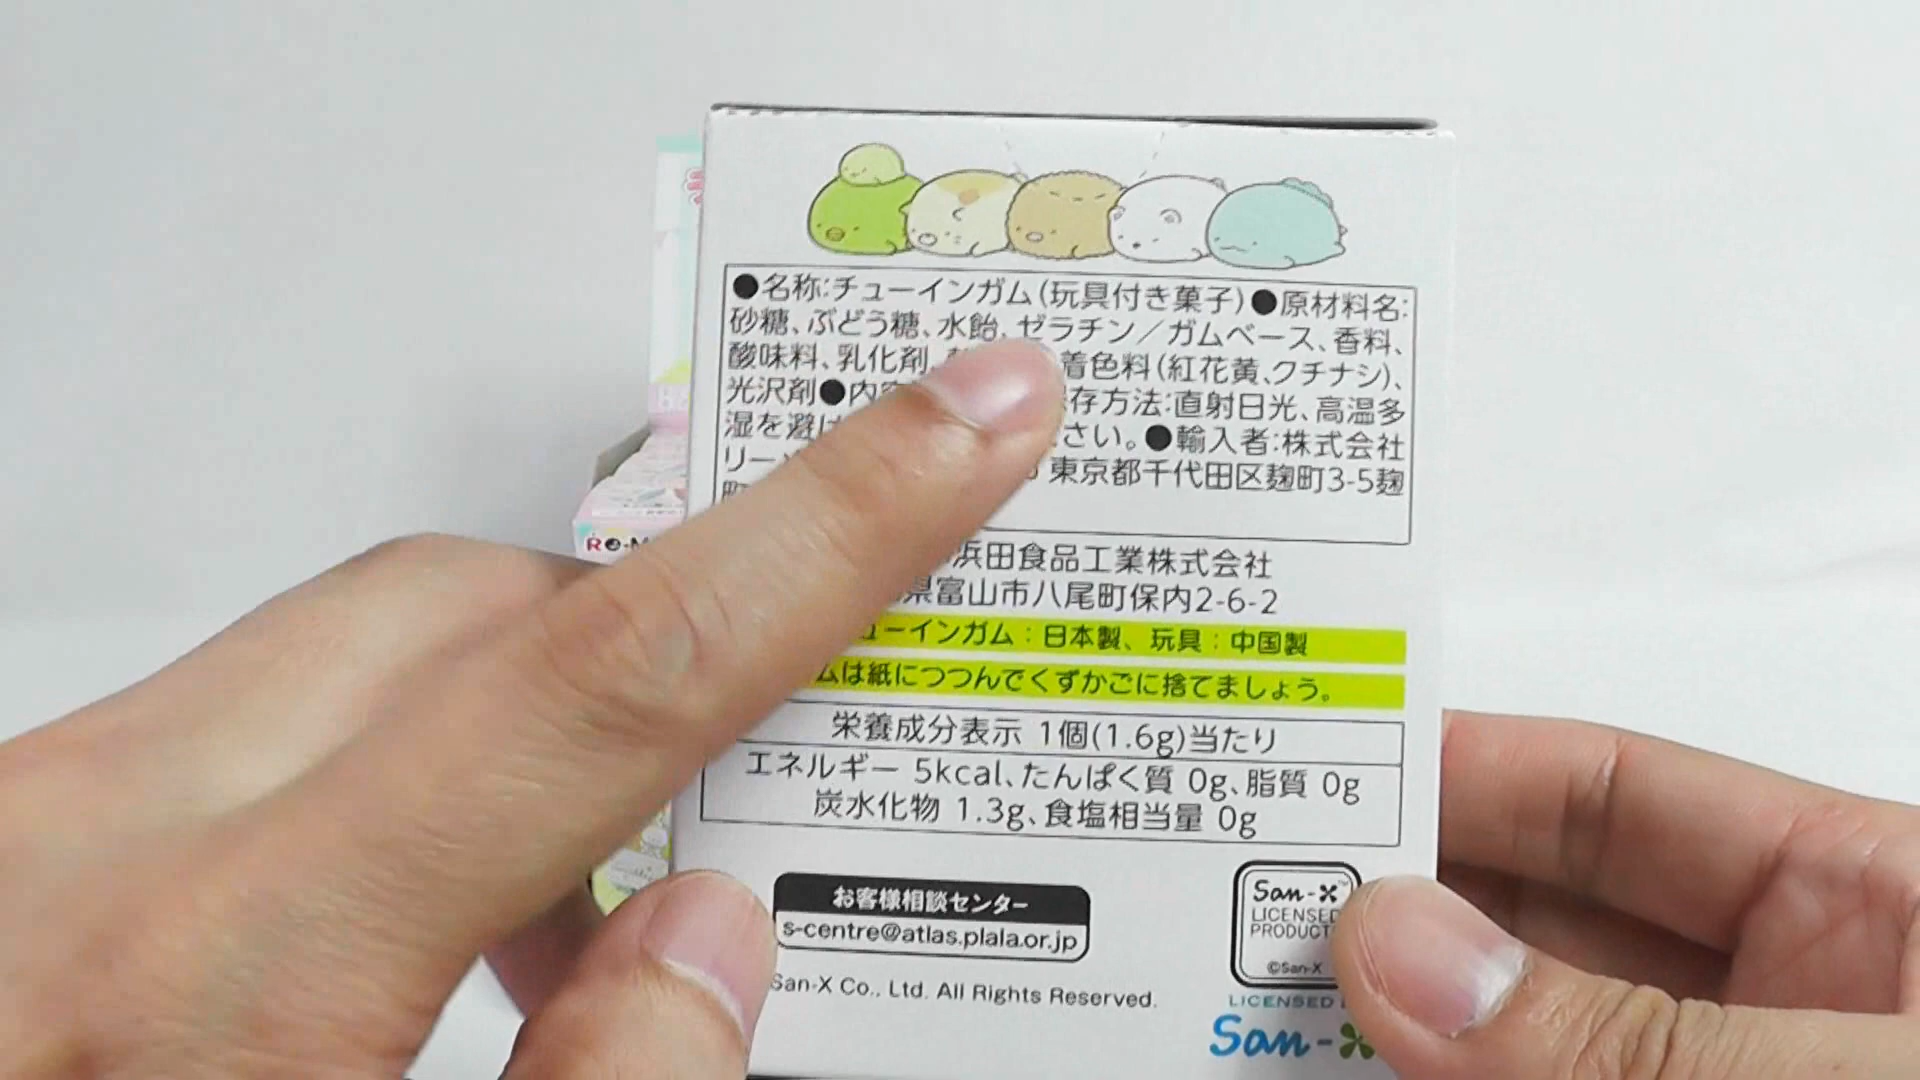 ●名称:チューインガム(玩具付き菓子)●原材料名:
砂糖、ぶどう糖、水飴、ゼラチン/ガムベース、香料、
酸味料、乳化剤、 着色料(紅花黄、クチナシ)、
光沢剤●内 存方法:直射日光、高温多
湿を避け さい。●輸入者:株式会社
リー 東京都千代田区麹町3-5麹
町
浜田食品工業株式会社
県富山市八尾町保内2-6-2
ューインガム:日本製、玩具:中国製
ムは紙につつんでくずかごに捨てましょう。
栄養成分表示 1個(1.6g)当たり
エネルギー 5kcal、たんぱく質 0g、脂質 0g
炭水化物 1.3g、食塩相当量 0g
お客様相談センター
s-centre@atlas.plala.or.jp
San-X Co., Ltd. All Rights Reserved.
San-X™
LICENSED
PRODUCT
©San-X
LICENSED
San-X